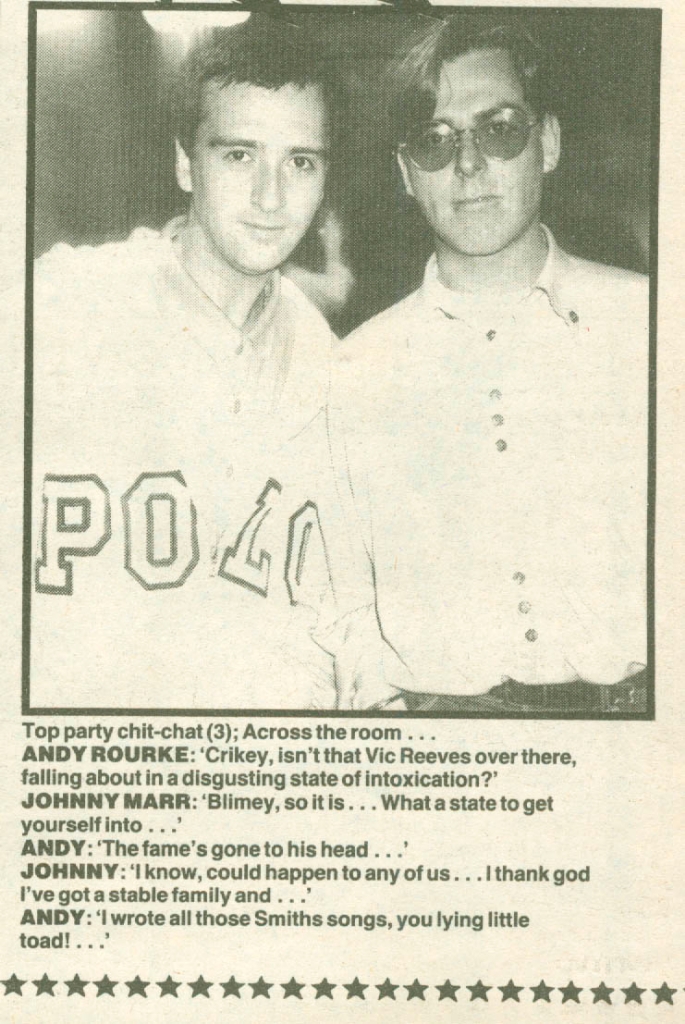 POLO
Top party chit-chat (3); Across the room . . .
ANDY ROURKE: ‘Crikey, isn't that Vic Reeves over there,
falling about in a disgusting state of intoxication?’
JOHNNY MARR: ‘Blimey, so it is . . . What a state to get
yourself into . . .’
ANDY: ‘The fame's gone to his head . . .’
JOHNNY: ‘I know, could happen to any of us . . . I thank god
I've got a stable family and . . .’
ANDY: ‘I wrote all those Smiths songs, you lying little
toad! . . .’